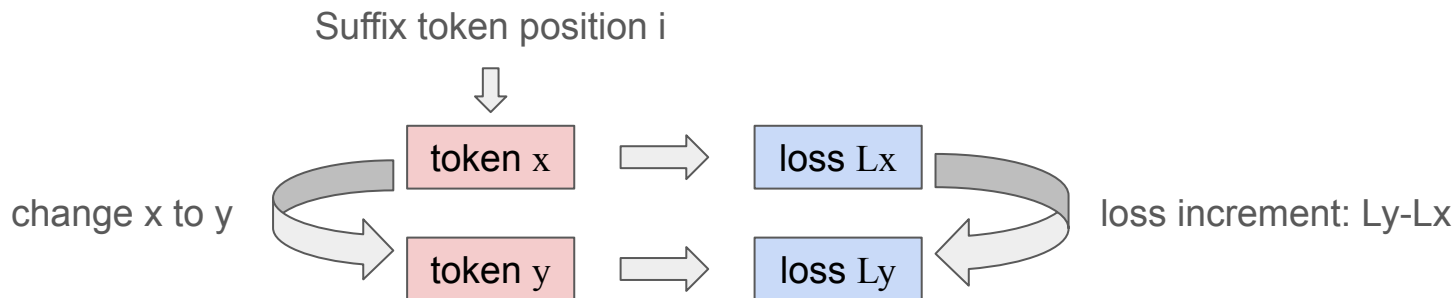 Suffix token position i
token x
loss Lx
change x to y
loss increment: Ly-Lx
token y
loss Ly